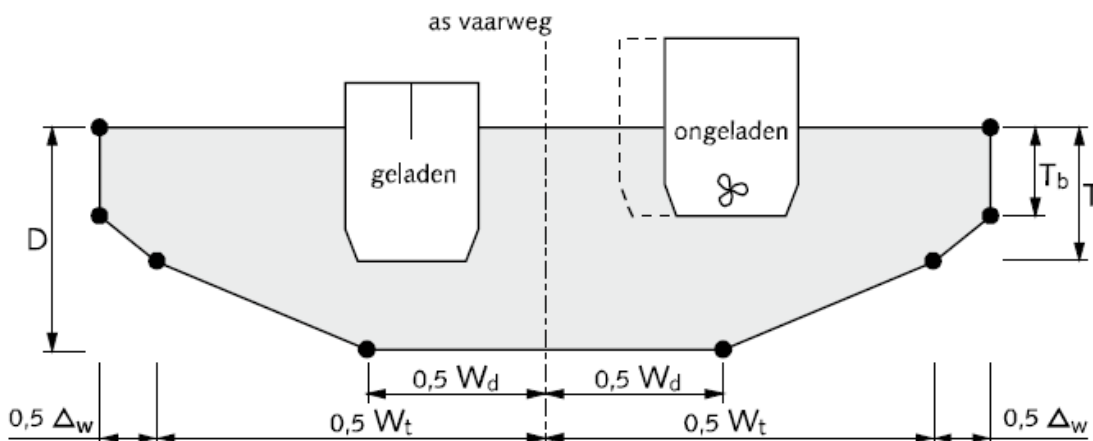 as vaarweg
geladen
ongeladen
D
T_b
T
0,5 W_d
0,5 W_d
0,5 Δ_w
0,5 W_t
0,5 W_t
0,5 Δ_w